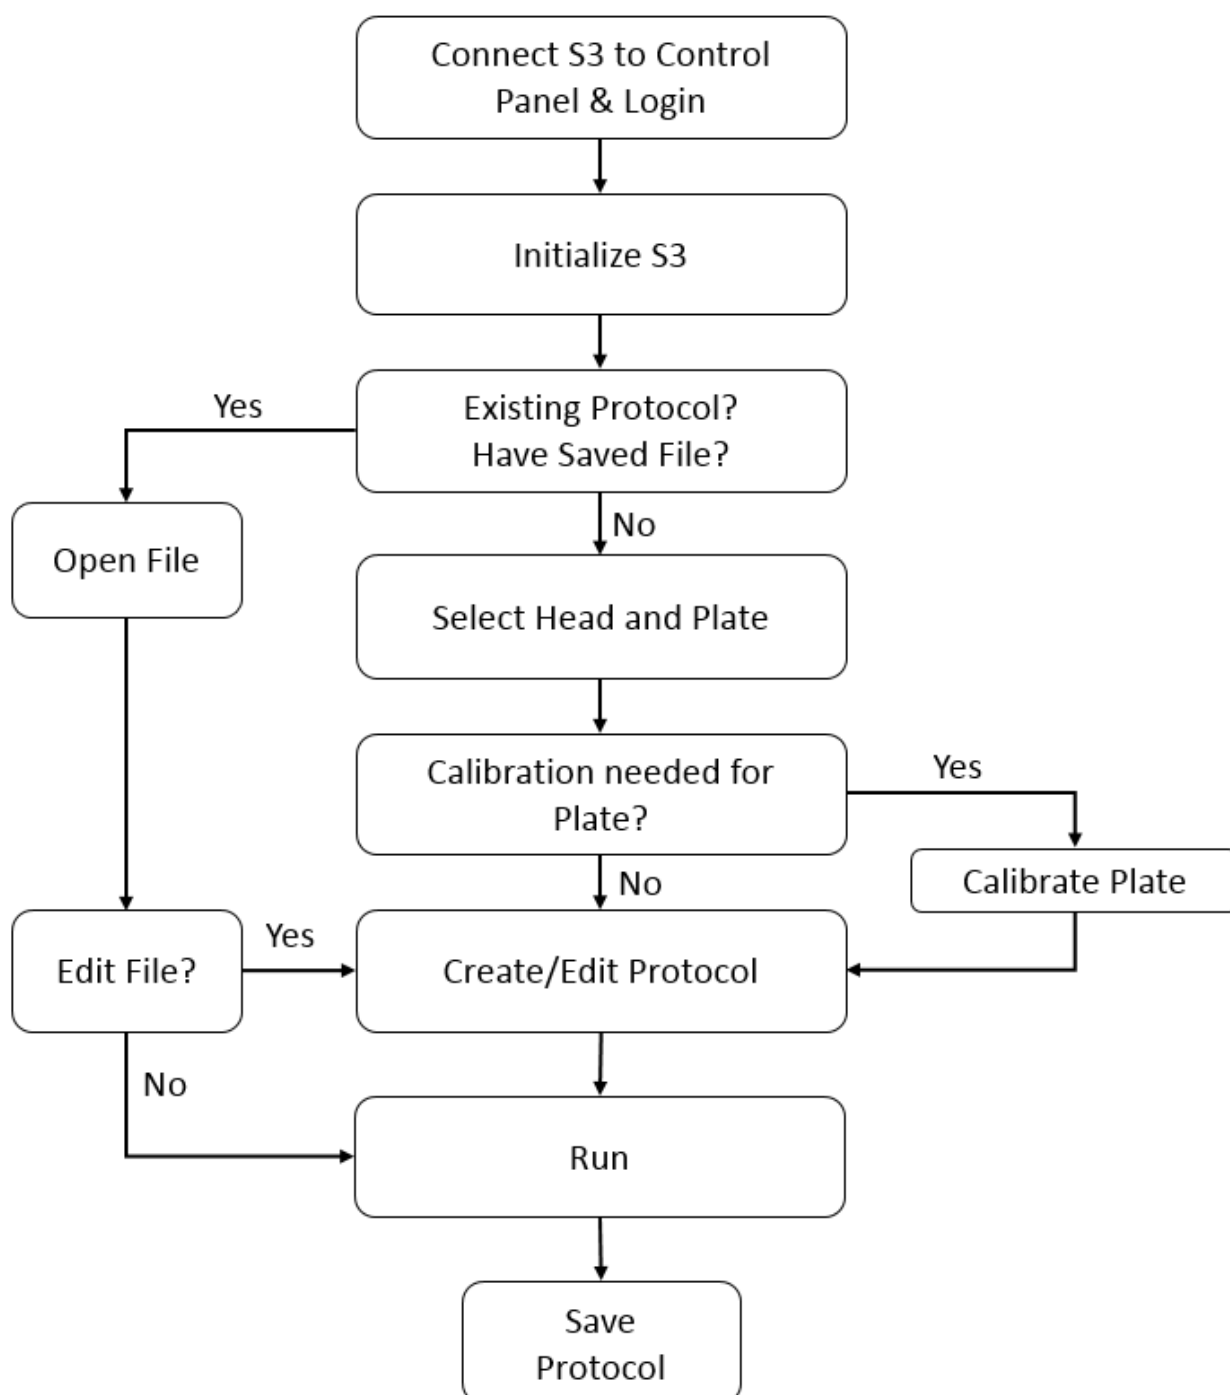 Connect S3 to Control
Panel & Login
Initialize S3
Yes
Existing Protocol?
Have Saved File?
No
Open File
Select Head and Plate
Calibration needed for
Plate?
Yes
No
Calibrate Plate
Edit File?
Yes
Create/Edit Protocol
No
Run
Save
Protocol